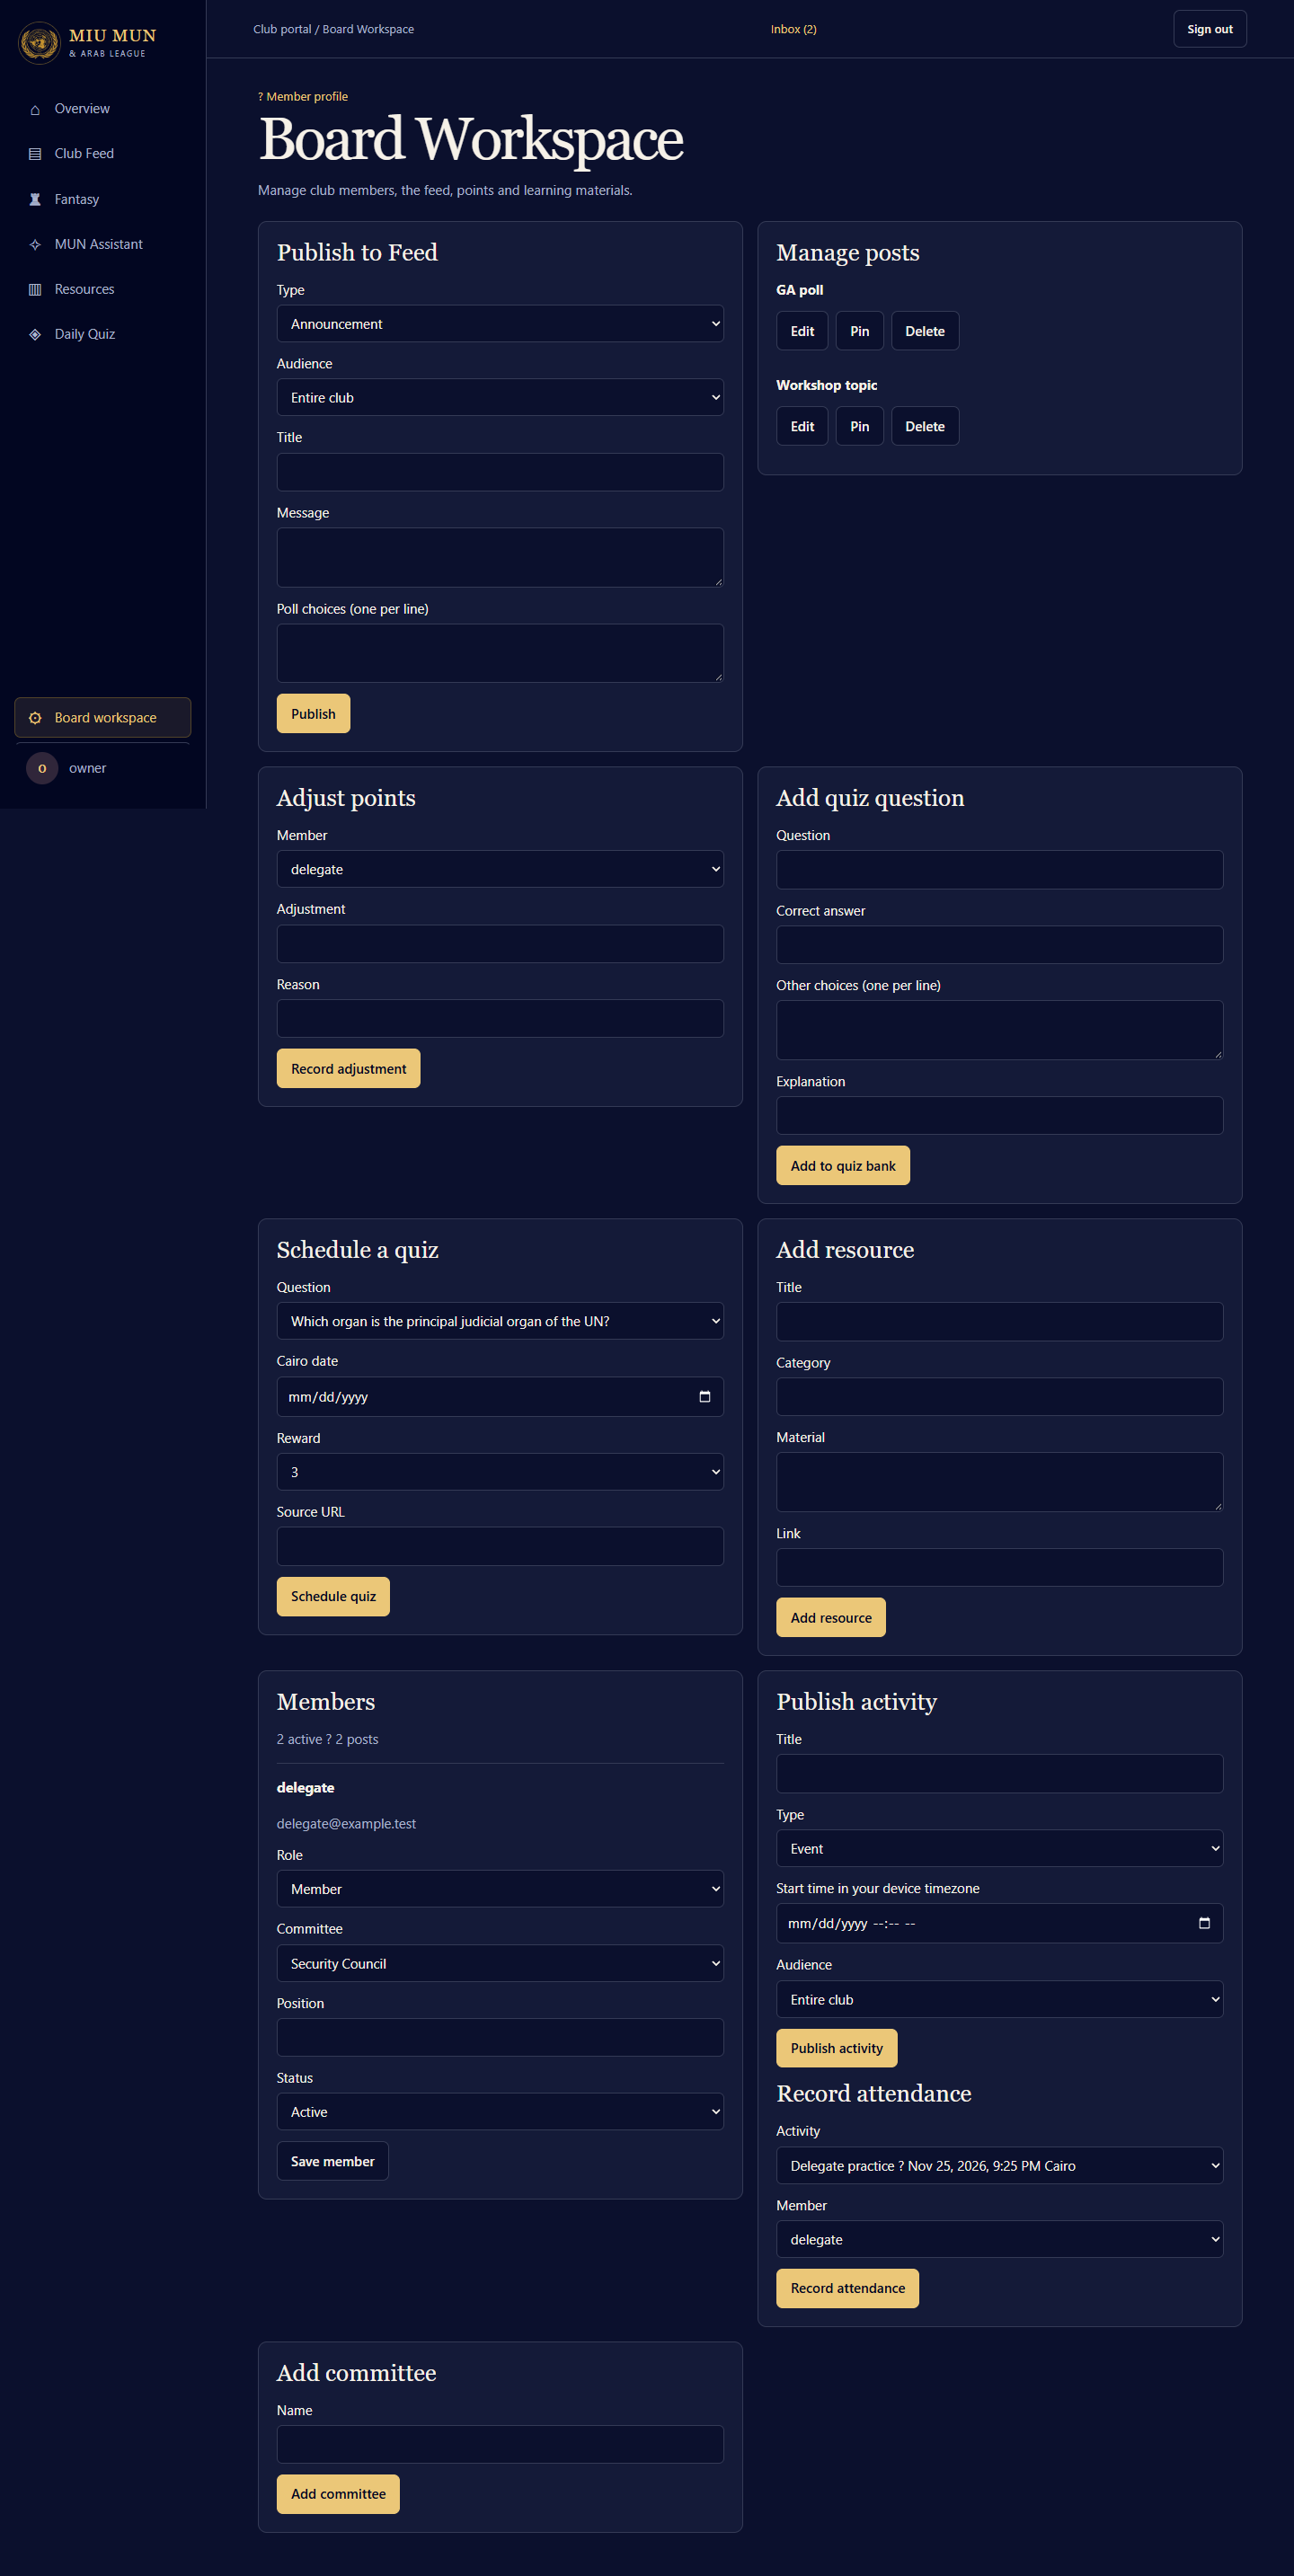 MIU MUN
& ARAB LEAGUE
Overview
Club Feed
Fantasy
MUN Assistant
Resources
Daily Quiz
Board workspace
O
owner
Club portal / Board Workspace
Inbox (2)
Sign out
? Member profile
Board Workspace
Manage club members, the feed, points and learning materials.
Publish to Feed
Type
Announcement
Audience
Entire club
Title
Message
Poll choices (one per line)
Publish
Manage posts
GA poll
Edit
Pin
Delete
Workshop topic
Edit
Pin
Delete
Adjust points
Member
delegate
Adjustment
Reason
Record adjustment
Add quiz question
Question
Correct answer
Other choices (one per line)
Explanation
Add to quiz bank
Schedule a quiz
Question
Which organ is the principal judicial organ of the UN?
Cairo date
mm/dd/yyyy
Reward
3
Source URL
Schedule quiz
Add resource
Title
Category
Material
Link
Add resource
Members
2 active ? 2 posts
delegate
delegate@example.test
Role
Member
Committee
Security Council
Position
Status
Active
Save member
Publish activity
Title
Type
Event
Start time in your device timezone
mm/dd/yyyy --:-- --
Audience
Entire club
Publish activity
Record attendance
Activity
Delegate practice ? Nov 25, 2026, 9:25 PM Cairo
Member
delegate
Record attendance
Add committee
Name
Add committee